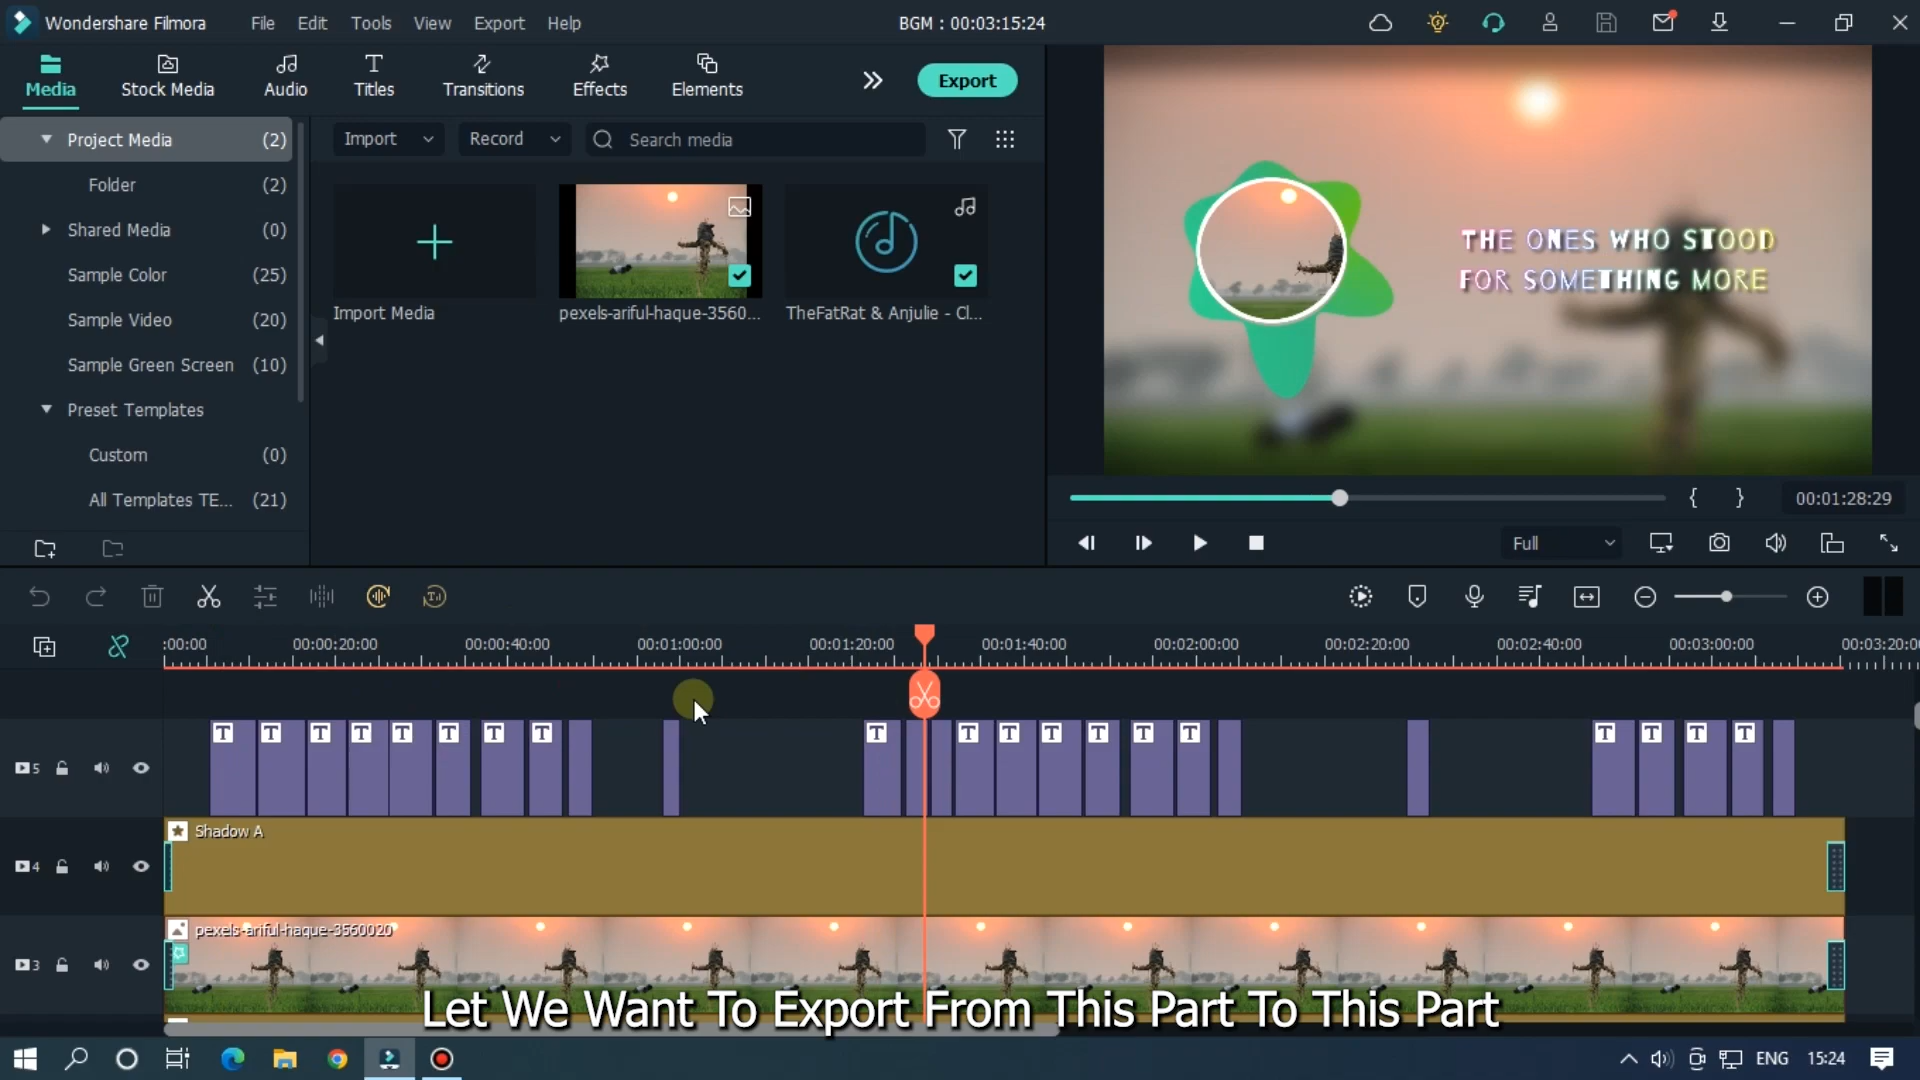 Wondershare Filmora
File Edit Tools View Export Help
BGM : 00:03:15:24
Media
Stock Media
Audio
Titles
Transitions
Effects
Elements
Export
Project Media (2)
Folder (2)
Shared Media (0)
Sample Color (25)
Sample Video (20)
Sample Green Screen (10)
Preset Templates
Custom (0)
All Templates TE... (21)
Import
Record
Search media
Import Media
pexels-ariful-haque-3560...
TheFatRat & Anjulie - Cl...
THE ONES WHO STOOD
FOR SOMETHING MORE
00:01:28:29
Full
:00:00 00:00:20:00 00:00:40:00 00:01:00:00 00:01:20:00 00:01:40:00 00:02:00:00 00:02:20:00 00:02:40:00 00:03:00:00 00:03:20:00
T T T T T T T T T T T T T T T T T T T T
5
Shadow A
4
pexels-ariful-haque-3560020
3
Let We Want To Export From This Part To This Part
ENG 15:24